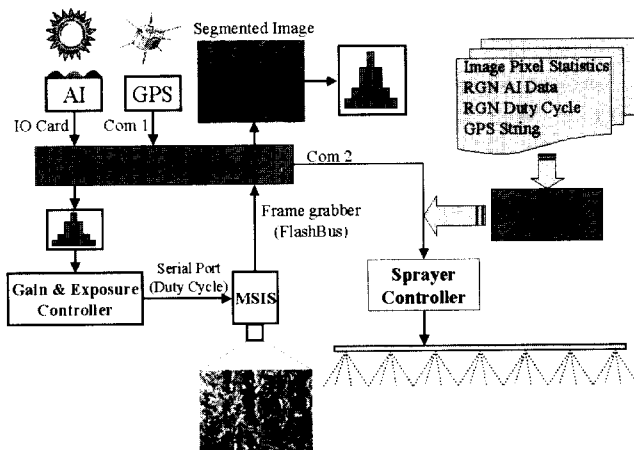 Segmented Image
AI
GPS
IO Card
Com 1
Image Pixel Statistics
RGN AI Data
RGN Duty Cycle
GPS String
Com 2
Frame grabber
(FlashBus)
Serial Port
(Duty Cycle)
Gain & Exposure
Controller
MSIS
Sprayer
Controller